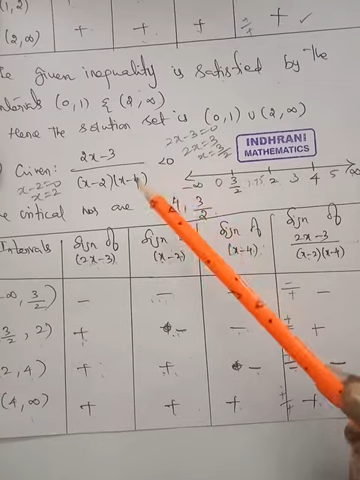 (1,2)
(2,∞) + + + +/+ + ✓
given inequality is satisfied by the
intervals (0,1) & (2,∞)
Hence the solution set is (0,1) ∪ (2,∞)
2x-3=0
2x=3
x=3/2
INDHRANI
MATHEMATICS
Given: (2x-3)/((x-2)(x-4)) <0
x-2=0
x=2
-∞ 0 3/2 1.75 2 3 4 5 ∞
critical nos are 4, 3/2
Intervals sign of (2x-3) sign of (x-2) sign of (x-4) sign of (2x-3)/((x-2)(x-4))
-∞, 3/2) - - -
3/2, 2) + - - +
2, 4) + + - -
(4,∞) + + + +